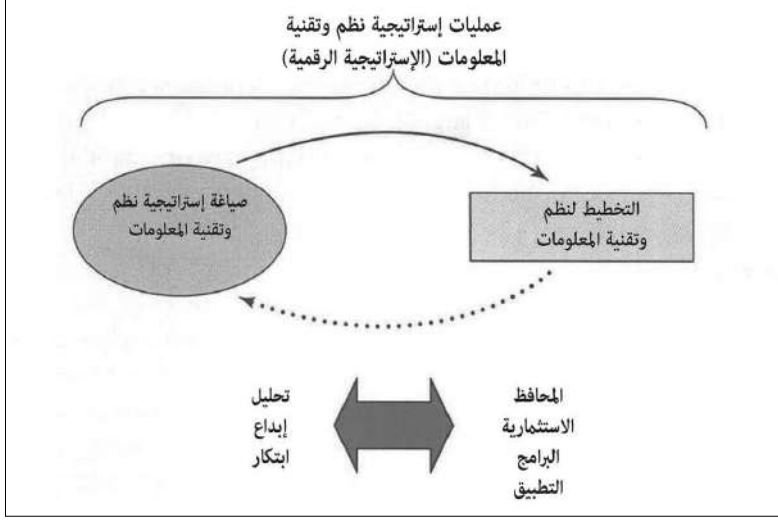 عمليات إستراتيجية نظم وتقنية
المعلومات (الإستراتيجية الرقمية)
التخطيط لنظم
وتقنية المعلومات
صياغة إستراتيجية نظم
وتقنية المعلومات
المحافظ
الاستثمارية
البرامج
التطبيق
تحليل
إبداع
ابتكار